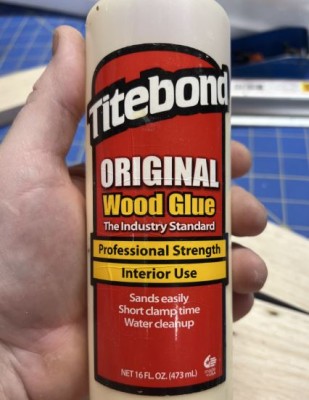 Titebond
ORIGINAL
Wood Glue
The Industry Standard
Professional Strength
Interior Use
Sands easily
Short clamp time
Water cleanup
NET 16 FL. OZ. (473 mL)